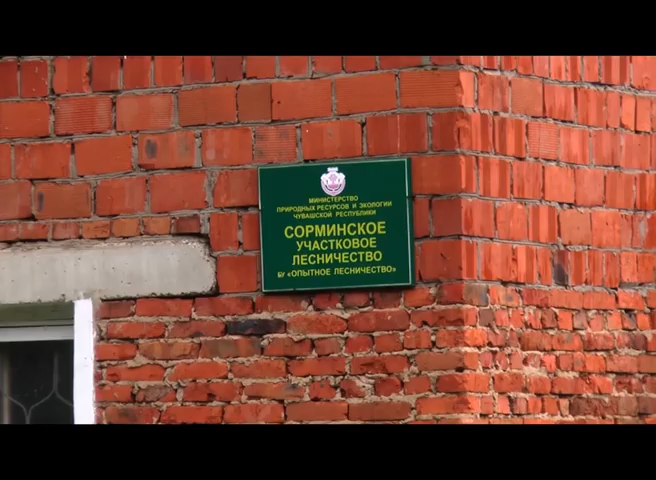 МИНИСТЕРСТВО
ПРИРОДНЫХ РЕСУРСОВ И ЭКОЛОГИИ
ЧУВАШСКОЙ РЕСПУБЛИКИ
СОРМИНСКОЕ
УЧАСТКОВОЕ
ЛЕСНИЧЕСТВО
БУ «ОПЫТНОЕ ЛЕСНИЧЕСТВО»